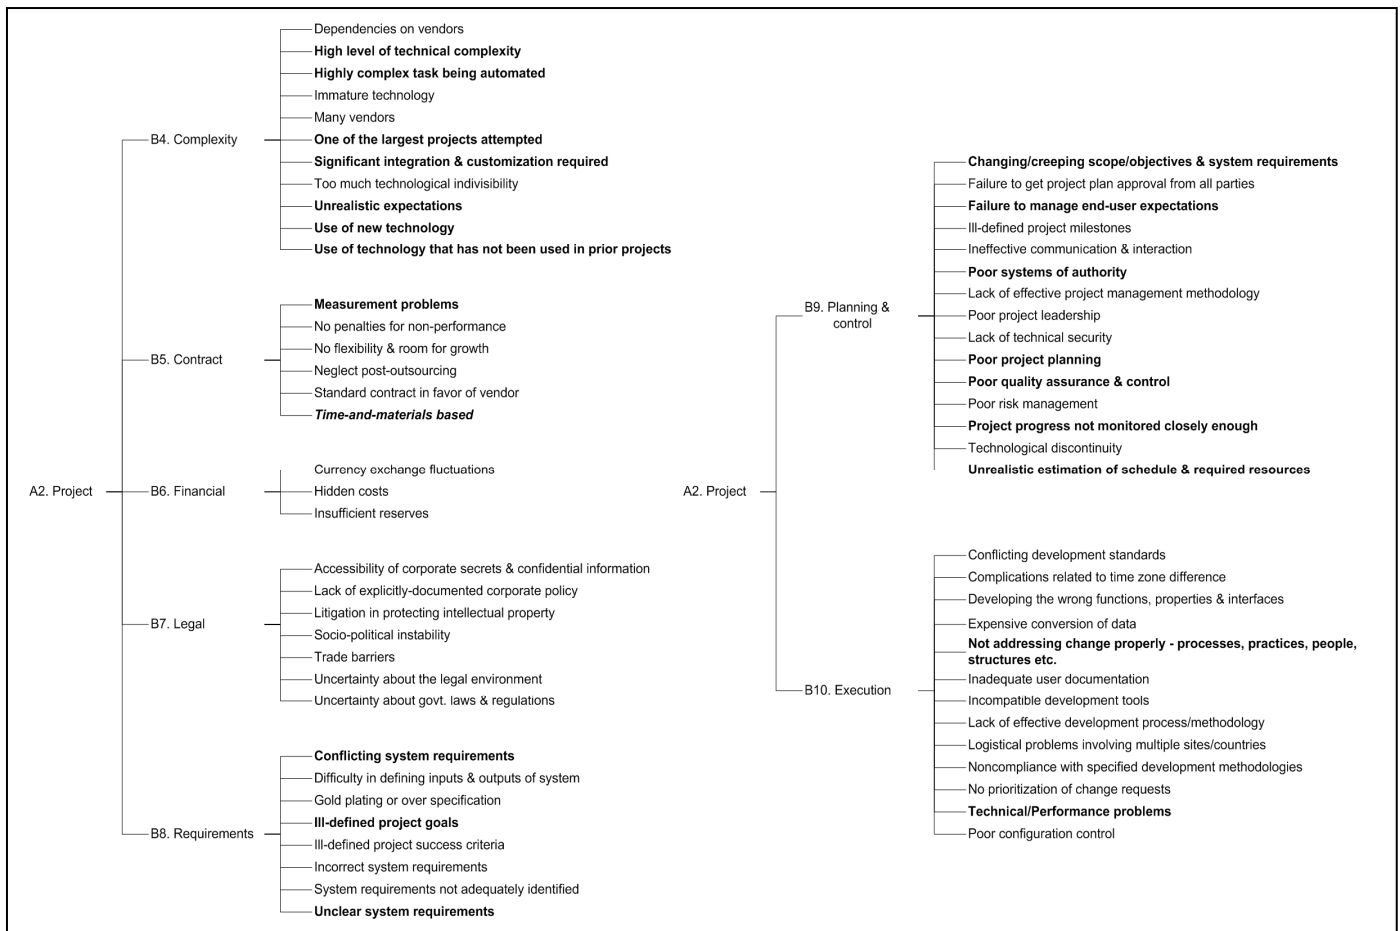 Dependencies on vendors
High level of technical complexity
Highly complex task being automated
Immature technology
Many vendors
B4. Complexity
One of the largest projects attempted
Significant integration & customization required
Too much technological indivisibility
Unrealistic expectations
Use of new technology
Use of technology that has not been used in prior projects
Measurement problems
No penalties for non-performance
No flexibility & room for growth
B5. Contract
Neglect post-outsourcing
Standard contract in favor of vendor
Time-and-materials based
Currency exchange fluctuations
A2. Project
B6. Financial
Hidden costs
Insufficient reserves
Accessibility of corporate secrets & confidential information
Lack of explicitly-documented corporate policy
Litigation in protecting intellectual property
B7. Legal
Socio-political instability
Trade barriers
Uncertainty about the legal environment
Uncertainty about govt. laws & regulations
Conflicting system requirements
Difficulty in defining inputs & outputs of system
Gold plating or over specification
Ill-defined project goals
B8. Requirements
Ill-defined project success criteria
Incorrect system requirements
System requirements not adequately identified
Unclear system requirements
Changing/creeping scope/objectives & system requirements
Failure to get project plan approval from all parties
Failure to manage end-user expectations
Ill-defined project milestones
Ineffective communication & interaction
Poor systems of authority
Lack of effective project management methodology
B9. Planning &
control
Poor project leadership
Lack of technical security
Poor project planning
Poor quality assurance & control
Poor risk management
Project progress not monitored closely enough
Technological discontinuity
Unrealistic estimation of schedule & required resources
A2. Project
Conflicting development standards
Complications related to time zone difference
Developing the wrong functions, properties & interfaces
Expensive conversion of data
Not addressing change properly - processes, practices, people,
structures etc.
Inadequate user documentation
B10. Execution
Incompatible development tools
Lack of effective development process/methodology
Logistical problems involving multiple sites/countries
Noncompliance with specified development methodologies
No prioritization of change requests
Technical/Performance problems
Poor configuration control